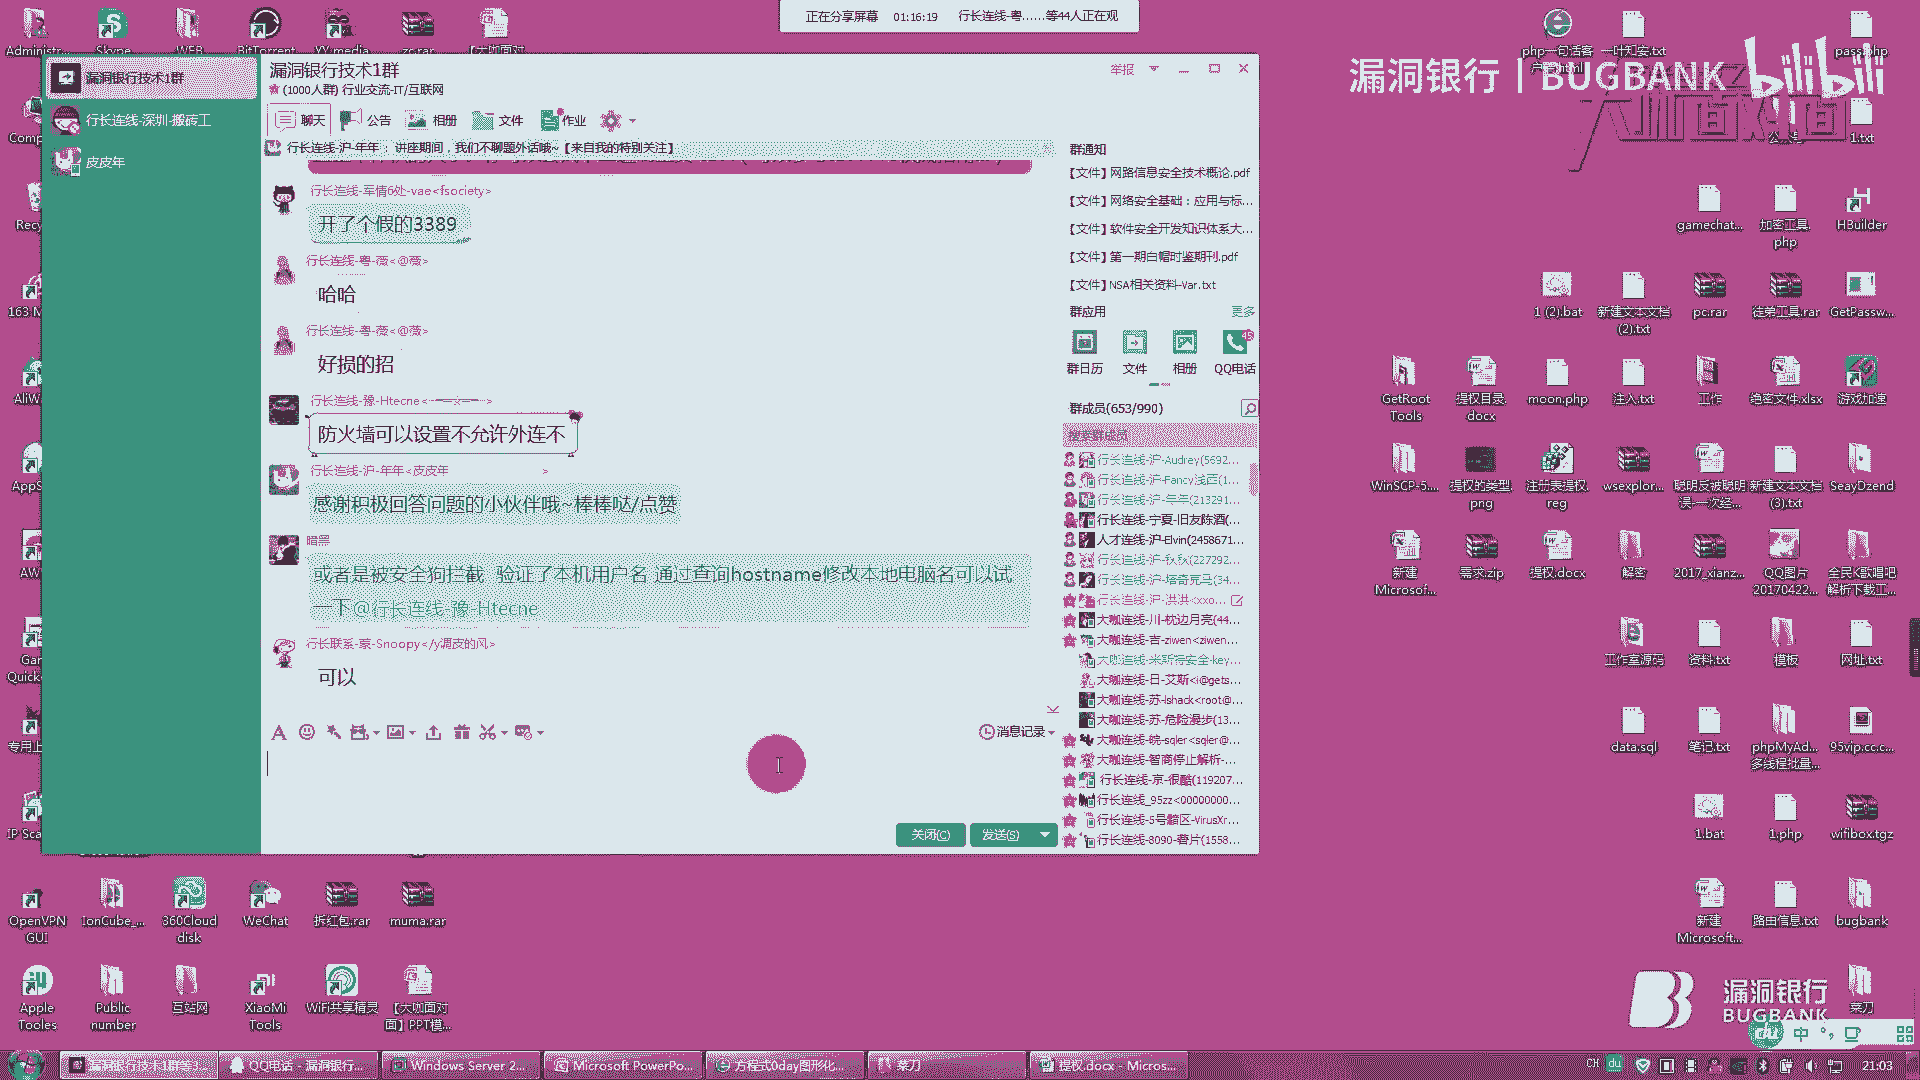 正在分享屏幕 01:16:19 行长连线-粤......等44人正在观
Administr...
Skype
WEB
BitTorrent
YY media
zc.rar
【大咖面对
php一句话客
户端.html
一叶知安.txt
pass.php
漏洞银行 | BUGBANK
bilibili
大咖面对面
1.txt
漏洞银行技术1群
行长连线-深圳-搬砖工
皮皮年
漏洞银行技术1群
(1000人群) 行业交流-IT/互联网
举报
聊天 公告 相册 文件 作业
行长连线-沪-年年 : 讲座期间，我们不聊题外话哦~【来自我的特别关注】
行长连线-军情6处-vae<fsociety>
开了个假的3389
行长连线-粤-薇<@薇>
哈哈
行长连线-粤-薇<@薇>
好损的招
行长连线-豫-Htecne<
防火墙可以设置不允许外连不
行长连线-沪-年年<皮皮年 >
感谢积极回答问题的小伙伴哦~棒棒哒/点赞
暗黑
或者是被安全狗拦截 验证了本机用户名 通过查询hostname修改本地电脑名可以试
一下@行长连线-豫-Htecne
行长联系-蒙-Snoopy</y调皮的风>
可以
消息记录
关闭(C)
发送(S)
群通知
【文件】网路信息安全技术概论.pdf
【文件】网络安全基础：应用与标...
【文件】软件安全开发知识体系大...
【文件】第一期白帽时鉴期刊.pdf
【文件】NSA相关资料-Var.txt
群应用 更多
群日历 文件 相册 QQ电话
群成员(653/990)
搜索群成员
行长连线-沪-Audrey(5692...
行长连线-沪-Fancy浅茴(1...
行长连线-沪-年年(213291...
行长连线-宁夏-旧友陈酒(...
人才连线-沪-Elvin(2458671...
行长连线-沪-秋秋(227292...
行长连线-沪-塔奇克马(34...
行长连线-沪-洪洪<xxo...
大咖连线-川-枕边月亮(44...
大咖连线-吉-ziwen<ziwen...
大咖连线-米斯特安全-key...
大咖连线-日-艾斯<i@gets...
大咖连线-苏-lshack<root@...
大咖连线-苏-危险漫步(13...
大咖连线-皖-sqler<sqler@...
大咖连线-智商停止解析-...
行长连线-京-很酷(119207...
行长连线_95zz<00000000...
行长连线-5号黯区-VirusXr...
行长连线-8090-薯片(1558...
gamechat...
加密工具.
php
HBuilder
1 (2).bat
新建文本文档
(2).txt
pc.rar
徒弟工具.rar
GetPassw...
GetRoot
Tools
提权目录.
docx
moon.php
注入.txt
工作
绝密文件.xlsx
游戏加速
WinSCP-5....
提权的类型.
png
注册表提权.
reg
wsexplor...
聪明反被聪明
误-一次经...
新建文本文档
(3).txt
SeayDzend
新建
Microsof...
需求.zip
提权.docx
解密
2017_xianz...
QQ图片
20170422...
全民K歌唱吧
解析下载工...
工作室源码
资料.txt
模板
网址.txt
data.sql
笔记.txt
phpMyAd...
多线程批量...
95vip.cc.c...
1.bat
1.php
wifibox.tgz
新建
Microsoft...
路由信息.txt
bugbank
漏洞银行
BUGBANK
菜刀
OpenVPN
GUI
IonCube_...
360Cloud
disk
WeChat
拆红包.rar
muma.rar
Apple
Tooles
Public
number
互站网
XiaoMi
Tools
WiFi共享精灵
【大咖面对
面】PPT模...
漏洞银行技术1群等3...
QQ电话 - 漏洞银行...
Windows Server 2...
Microsoft PowerPo...
方程式0day图形化...
菜刀
提权.docx - Micros...
CH
du
中
21:03